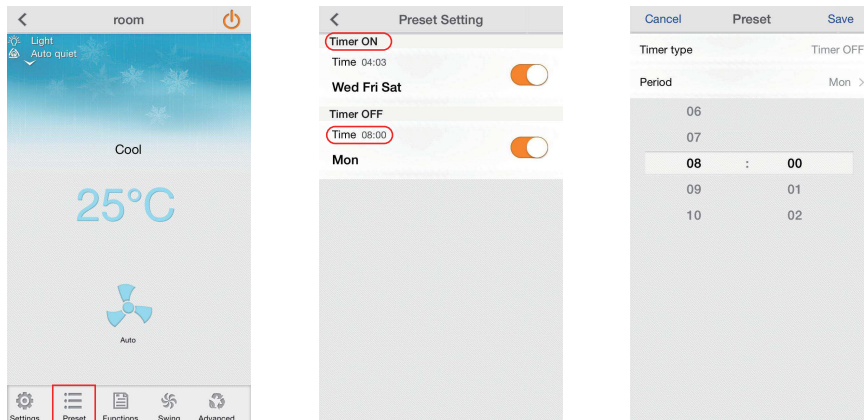 room
Light
Auto quiet
Cool
25°C
Auto
Settings Preset Functions Swing Advanced
Preset Setting
Timer ON
Time 04:03
Wed Fri Sat
Timer OFF
Time 08:00
Mon
Cancel Preset Save
Timer type Timer OFF
Period Mon >
06
07
08 : 00
09 01
10 02